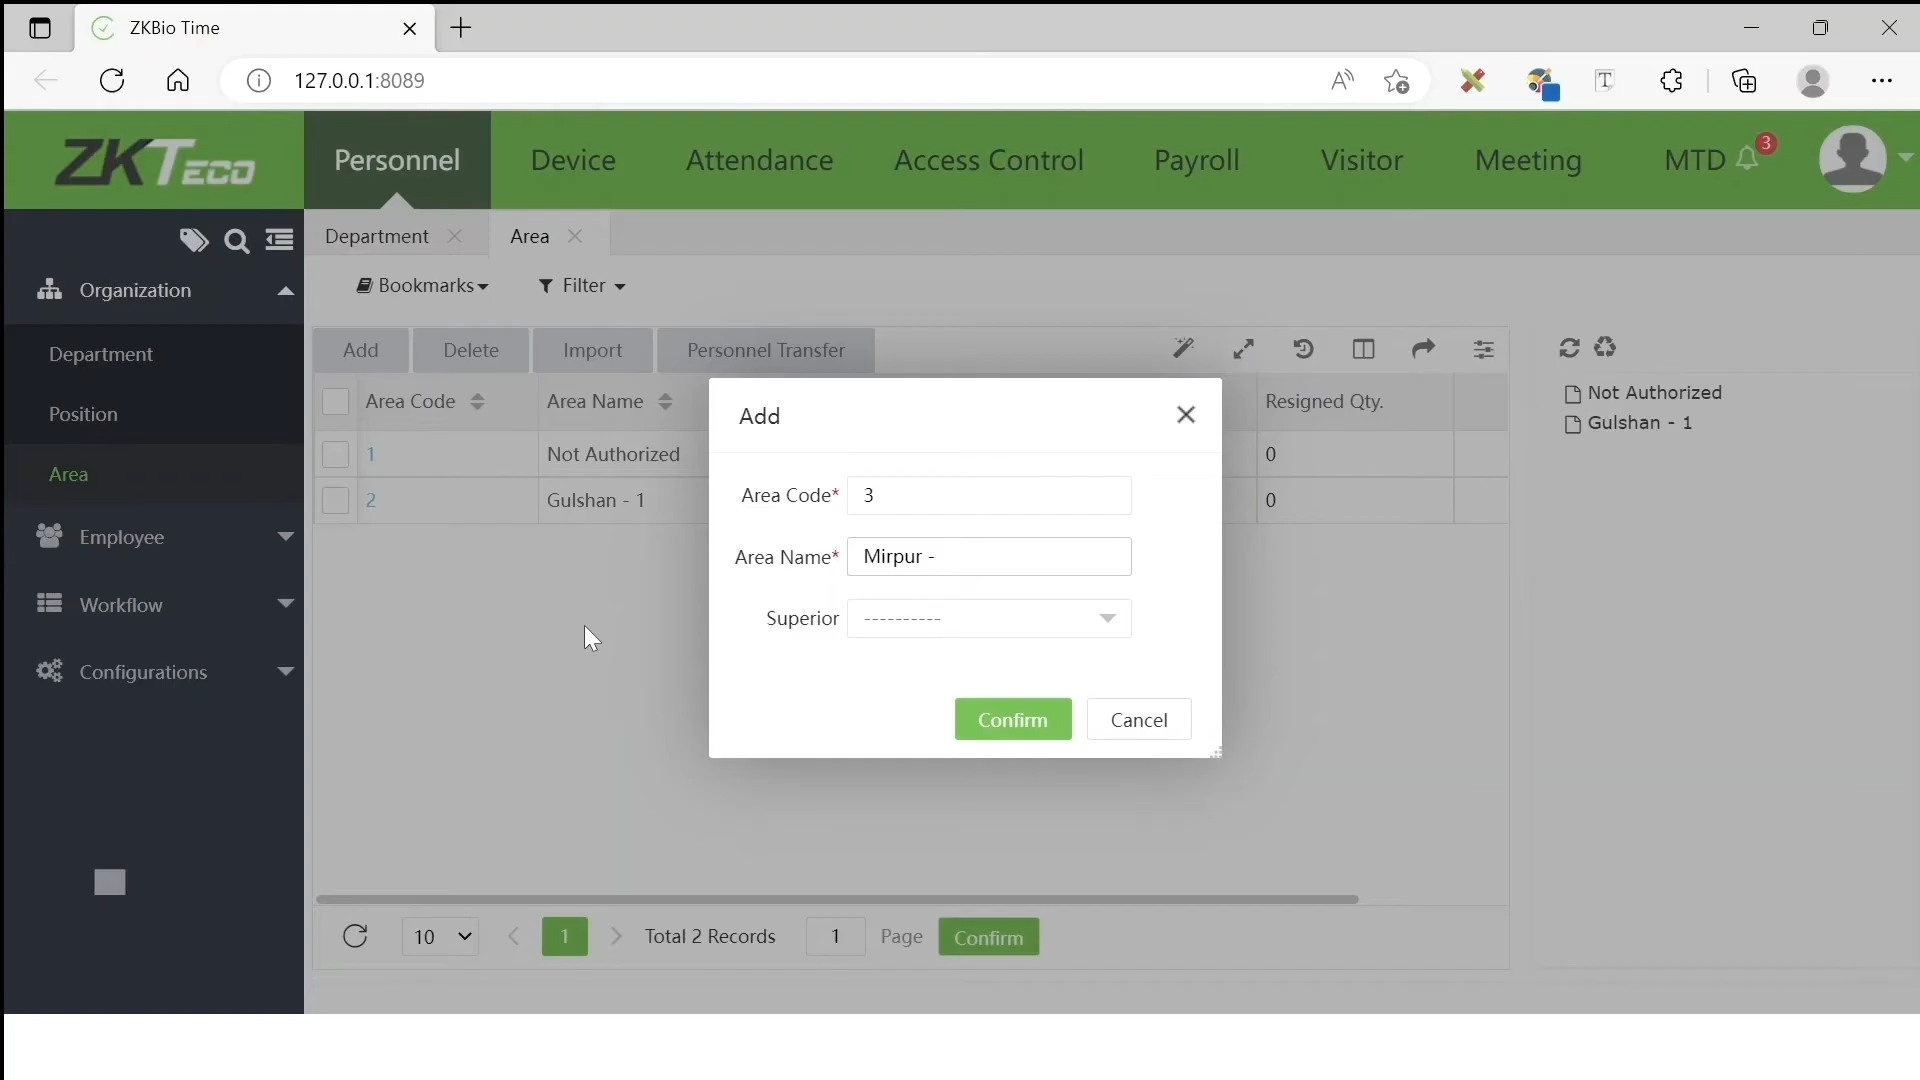 ZKBio Time
127.0.0.1:8089
ZKTeco
Personnel
Device
Attendance
Access Control
Payroll
Visitor
Meeting
MTD
3
Department
Area
Organization
Bookmarks
Filter
Department
Position
Area
Employee
Workflow
Configurations
Add
Delete
Import
Personnel Transfer
Area Code
Area Name
Resigned Qty.
1
Not Authorized
0
2
Gulshan - 1
0
Not Authorized
Gulshan - 1
Add
Area Code* 3
Area Name* Mirpur -
Superior ----------
Confirm
Cancel
10
1
Total 2 Records
1
Page
Confirm